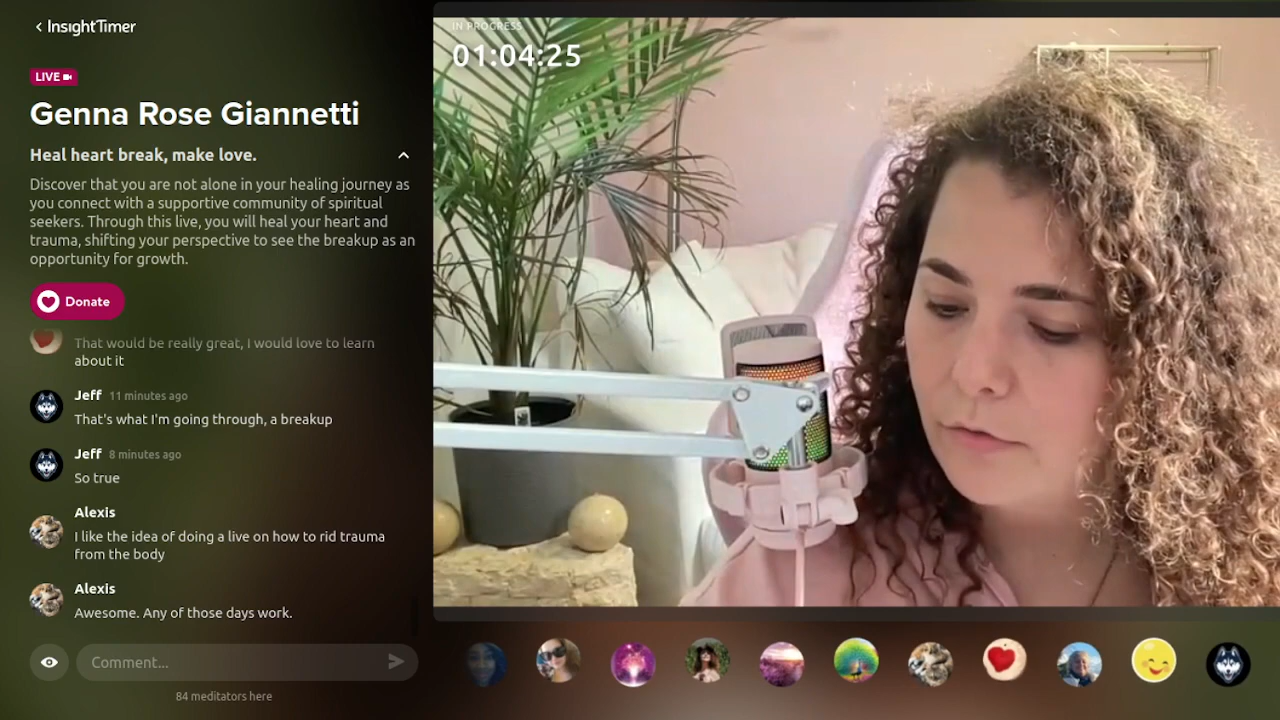 InsightTimer
LIVE
Genna Rose Giannetti
Heal heart break, make love.
Discover that you are not alone in your healing journey as
you connect with a supportive community of spiritual
seekers. Through this live, you will heal your heart and
trauma, shifting your perspective to see the breakup as an
opportunity for growth.
Donate
That would be really great, I would love to learn
about it
Jeff 11 minutes ago
That's what I'm going through, a breakup
Jeff 8 minutes ago
So true
Alexis
I like the idea of doing a live on how to rid trauma
from the body
Alexis
Awesome. Any of those days work.
Comment...
84 meditators here
IN PROGRESS
01:04:25